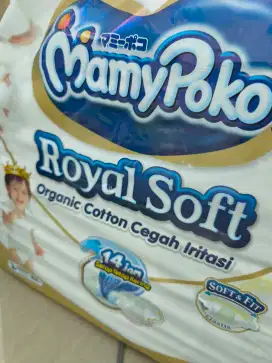 マミーポコ
MamyPoko
Royal Soft
Organic Cotton Cegah Iritasi
14 Jam
SOFT & FIT